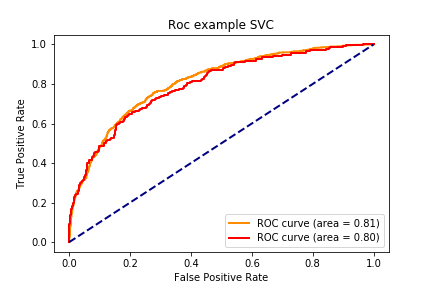 Roc example SVC
True Positive Rate
1.0
0.8
0.6
0.4
0.2
0.0
ROC curve (area = 0.81)
ROC curve (area = 0.80)
0.0 0.2 0.4 0.6 0.8 1.0
False Positive Rate